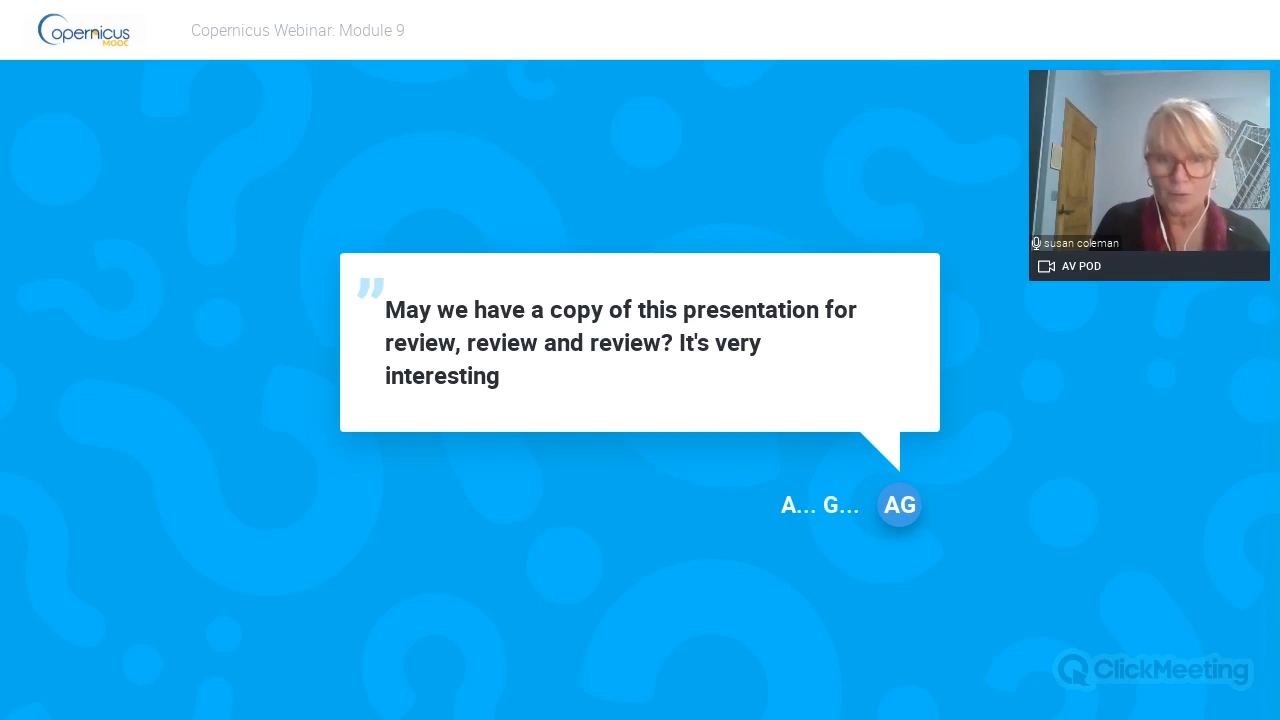 Copernicus
MOOC
Copernicus Webinar: Module 9
susan coleman
AV POD
"
May we have a copy of this presentation for
review, review and review? It's very
interesting
A... G...
AG
ClickMeeting